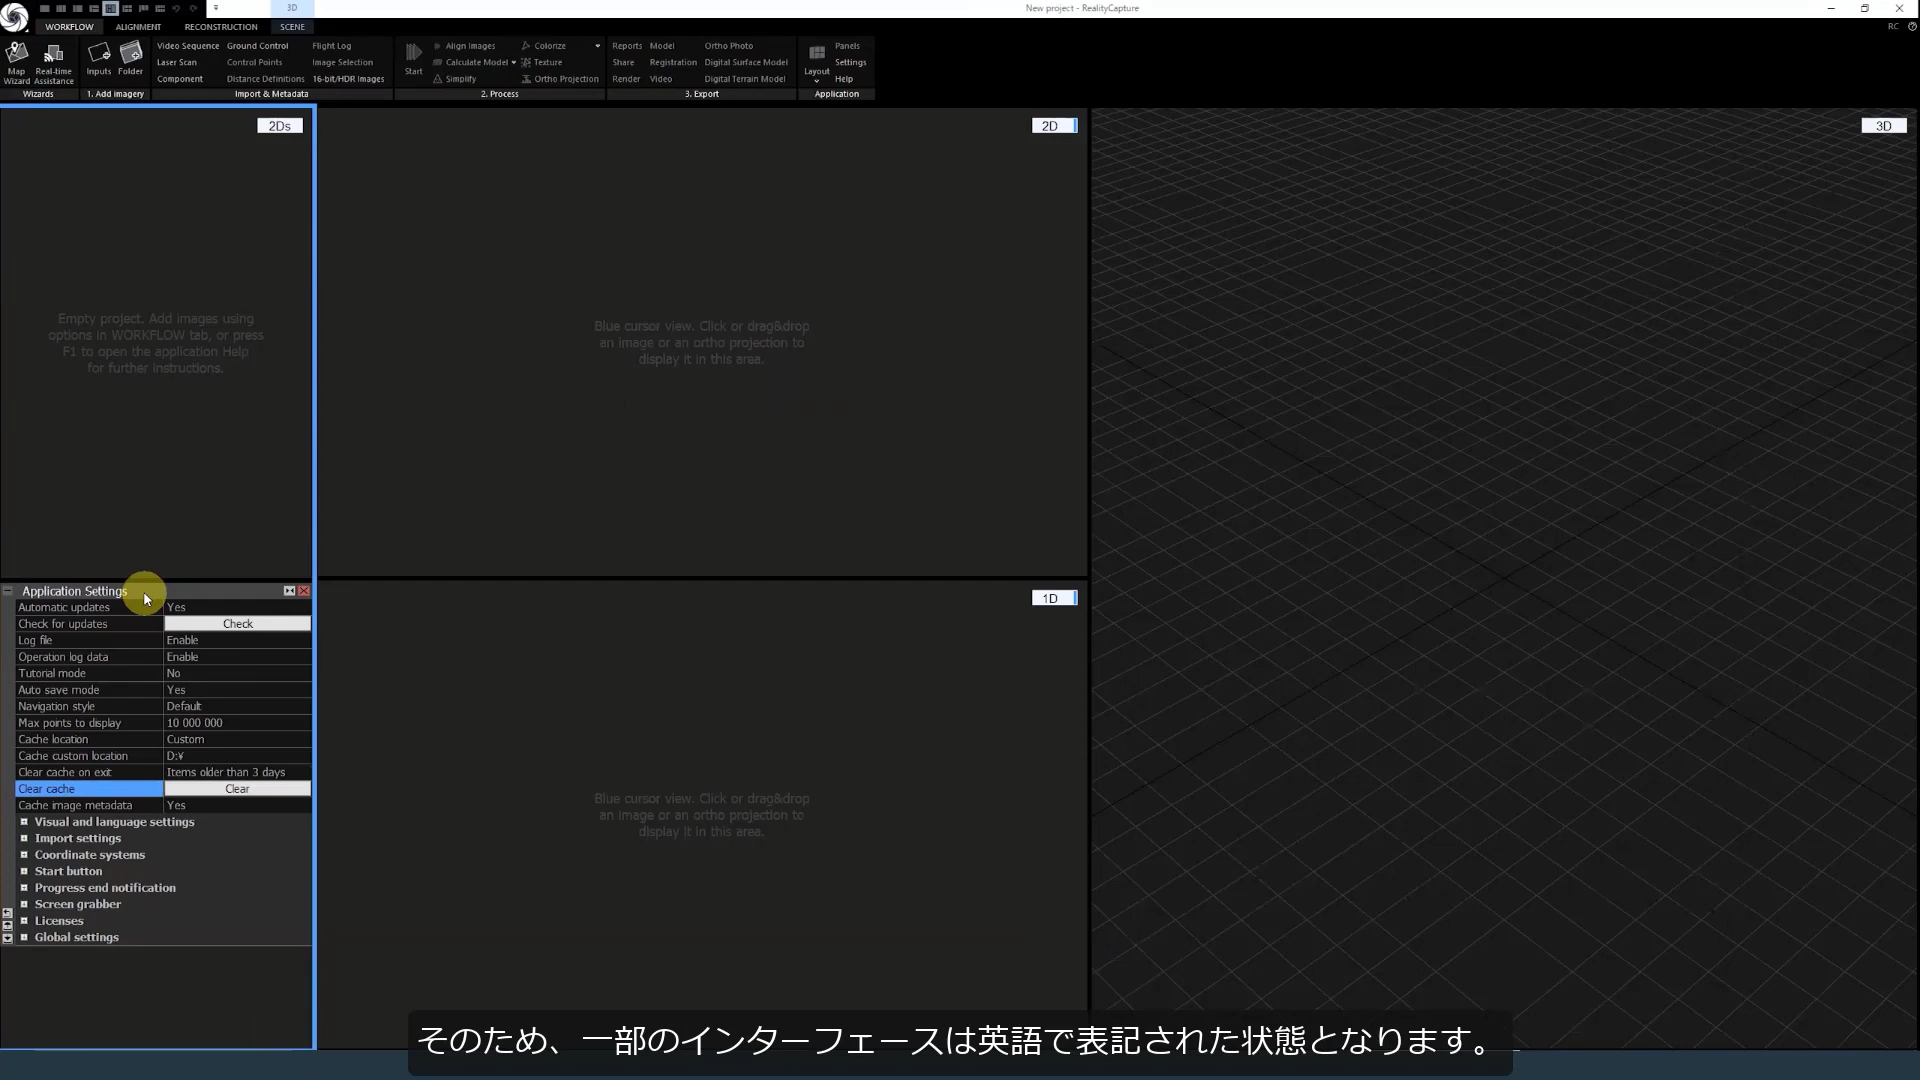 3D
New project - RealityCapture
WORKFLOW ALIGNMENT RECONSTRUCTION SCENE
RC
Map Wizard
Real-time Assistance
Wizards
Inputs
Folder
1. Add imagery
Video Sequence Ground Control Flight Log
Laser Scan Control Points Image Selection
Component Distance Definitions 16-bit/HDR Images
Import & Metadata
Start
Align Images Colorize
Calculate Model Texture
Simplify Ortho Projection
2. Process
Reports Model Ortho Photo
Share Registration Digital Surface Model
Render Video Digital Terrain Model
3. Export
Layout
Panels
Settings
Help
Application
2Ds
2D
3D
Empty project. Add images using
options in WORKFLOW tab, or press
F1 to open the application Help
for further instructions.
Blue cursor view. Click or drag&drop
an image or an ortho projection to
display it in this area.
Application Settings
Automatic updates Yes
Check for updates Check
Log file Enable
Operation log data Enable
Tutorial mode No
Auto save mode Yes
Navigation style Default
Max points to display 10 000 000
Cache location Custom
Cache custom location D:¥
Clear cache on exit Items older than 3 days
Clear cache Clear
Cache image metadata Yes
Visual and language settings
Import settings
Coordinate systems
Start button
Progress end notification
Screen grabber
Licenses
Global settings
1D
Blue cursor view. Click or drag&drop
an image or an ortho projection to
display it in this area.
そのため、一部のインターフェースは英語で表記された状態となります。